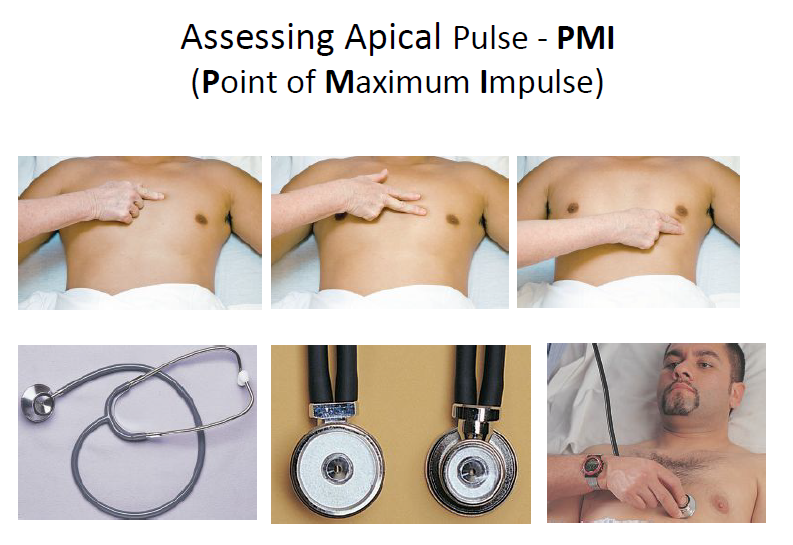 Assessing Apical Pulse - PMI
(Point of Maximum Impulse)